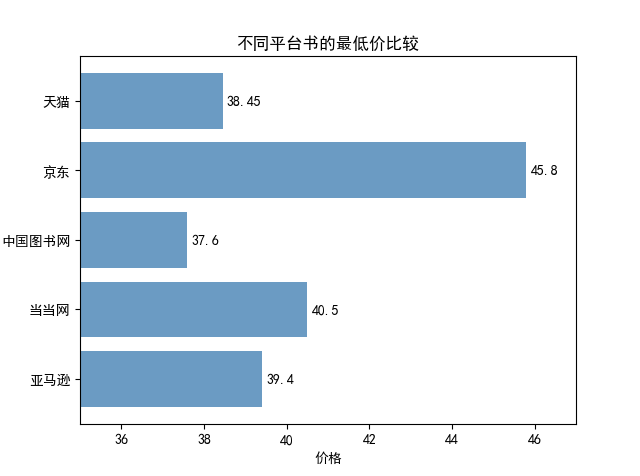 不同平台书的最低价比较
天猫 38.45
京东 45.8
中国图书网 37.6
当当网 40.5
亚马逊 39.4
36 38 40 42 44 46
价格